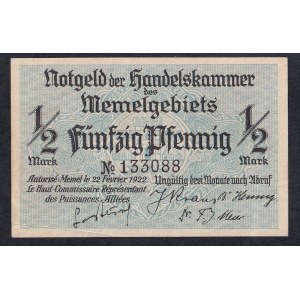 Notgeld der Handelskammer
des
Memelgebiets
1/2 Mark
Fünfzig Pfennig
1/2 Mark
№ 133088
Autorisé-Memel le 22 Février 1922
Le Haut-Commissaire Représentant
des Puissances-Alliées
Ungültig drei Monate nach Abruf
J. Kraus